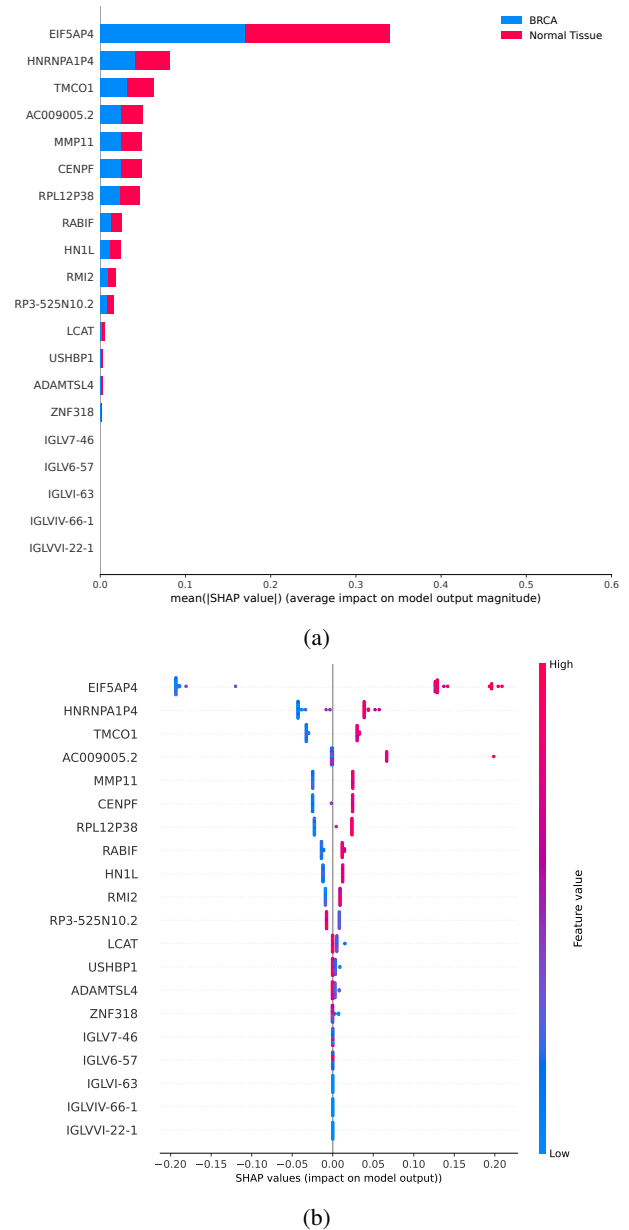 BRCA
Normal Tissue
EIF5AP4
HNRNPA1P4
TMCO1
AC009005.2
MMP11
CENPF
RPL12P38
RABIF
HN1L
RMI2
RP3-525N10.2
LCAT
USHBP1
ADAMTSL4
ZNF318
IGLV7-46
IGLV6-57
IGLVI-63
IGLVIV-66-1
IGLVVI-22-1
0.0 0.1 0.2 0.3 0.4 0.5 0.6
mean(|SHAP value|) (average impact on model output magnitude)
(a)
High
EIF5AP4
HNRNPA1P4
TMCO1
AC009005.2
MMP11
CENPF
RPL12P38
RABIF
HN1L
RMI2
RP3-525N10.2
LCAT
USHBP1
ADAMTSL4
ZNF318
IGLV7-46
IGLV6-57
IGLVI-63
IGLVIV-66-1
IGLVVI-22-1
Feature value
Low
−0.20 −0.15 −0.10 −0.05 0.00 0.05 0.10 0.15 0.20
SHAP values (impact on model output))
(b)